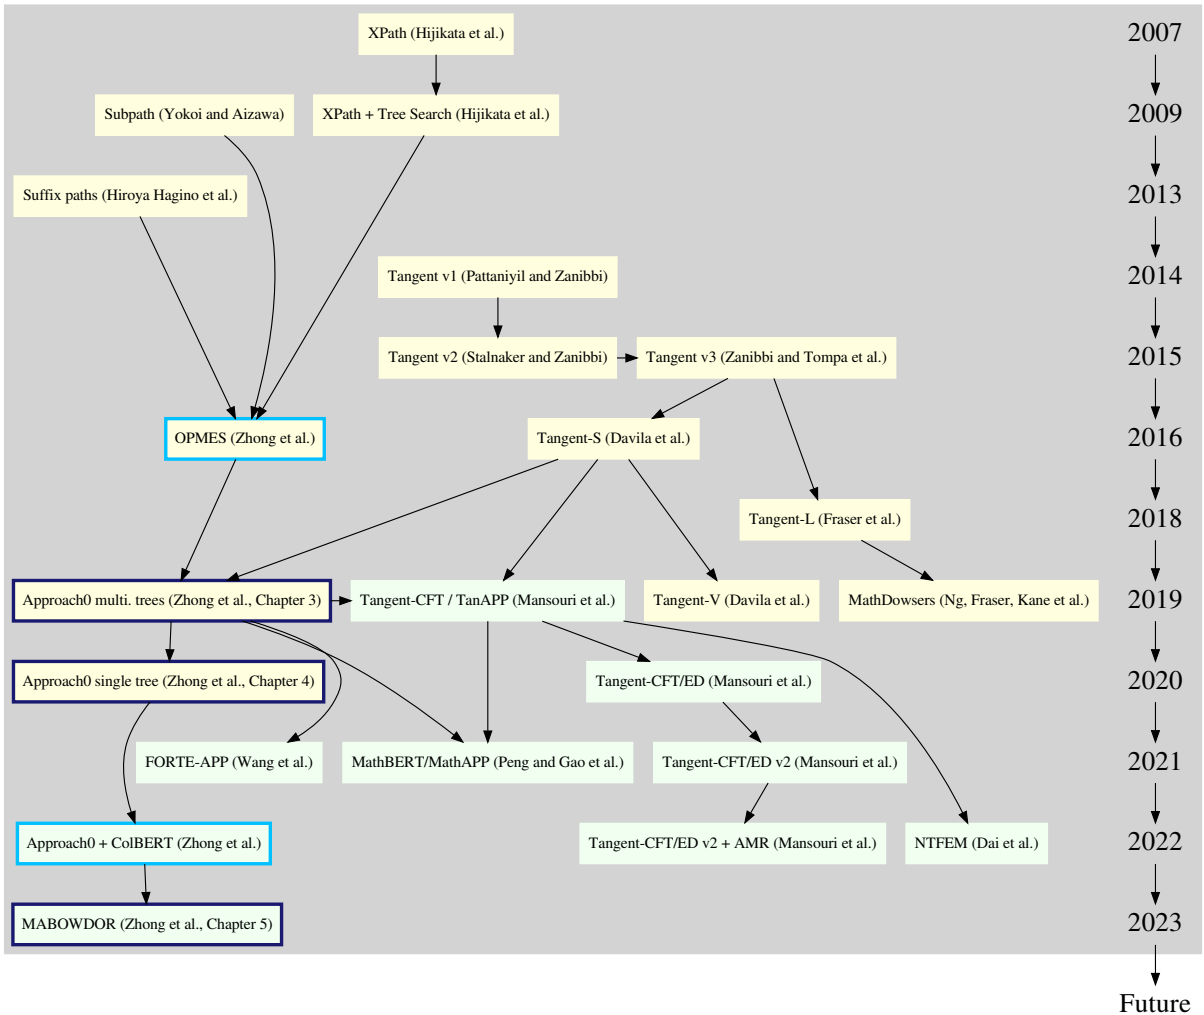 XPath (Hijikata et al.)
2007
Subpath (Yokoi and Aizawa)
XPath + Tree Search (Hijikata et al.)
2009
Suffix paths (Hiroya Hagino et al.)
2013
Tangent v1 (Pattaniyil and Zanibbi)
2014
Tangent v2 (Stalnaker and Zanibbi)
Tangent v3 (Zanibbi and Tompa et al.)
2015
OPMES (Zhong et al.)
Tangent-S (Davila et al.)
2016
Tangent-L (Fraser et al.)
2018
Approach0 multi. trees (Zhong et al., Chapter 3)
Tangent-CFT / TanAPP (Mansouri et al.)
Tangent-V (Davila et al.)
MathDowsers (Ng, Fraser, Kane et al.)
2019
Approach0 single tree (Zhong et al., Chapter 4)
Tangent-CFT/ED (Mansouri et al.)
2020
FORTE-APP (Wang et al.)
MathBERT/MathAPP (Peng and Gao et al.)
Tangent-CFT/ED v2 (Mansouri et al.)
2021
Approach0 + ColBERT (Zhong et al.)
Tangent-CFT/ED v2 + AMR (Mansouri et al.)
NTFEM (Dai et al.)
2022
MABOWDOR (Zhong et al., Chapter 5)
2023
Future